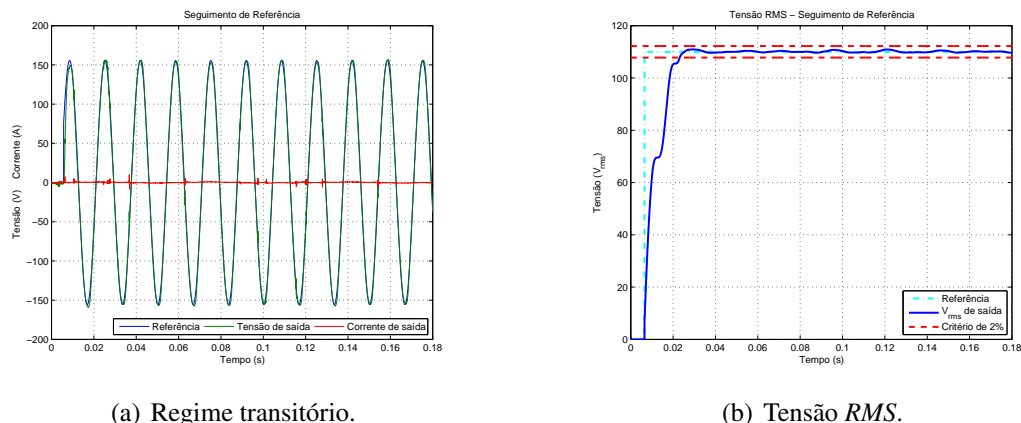 Seguimento de Referência
200
150
100
50
0
−50
−100
−150
−200
Tensão (V)    Corrente (A)
0
0.02
0.04
0.06
0.08
0.1
0.12
0.14
0.16
0.18
Tempo (s)
Referência
Tensão de saída
Corrente de saída
(a) Regime transitório.
Tensão RMS − Seguimento de Referência
120
100
80
60
40
20
0
Tensão (Vrms)
0
0.02
0.04
0.06
0.08
0.1
0.12
0.14
0.16
0.18
Tempo (s)
Referência
Vrms de saída
Critério de 2%
(b) Tensão RMS.